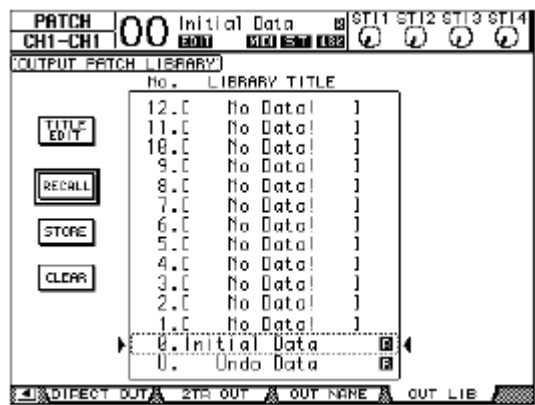 PATCH
CH1-CH1
00 Initial Data
EDIT MIDI ST
ST1 ST2 ST3 ST4
OUTPUT PATCH LIBRARY
No. LIBRARY TITLE
12.[ No Data! ]
11.[ No Data! ]
10.[ No Data! ]
9.[ No Data! ]
8.[ No Data! ]
7.[ No Data! ]
6.[ No Data! ]
5.[ No Data! ]
4.[ No Data! ]
3.[ No Data! ]
2.[ No Data! ]
1.[ No Data! ]
0.Initial Data R
U. Undo Data R
TITLE
EDIT
RECALL
STORE
CLEAR
DIRECT OUT 2TR OUT OUT NAME OUT LIB